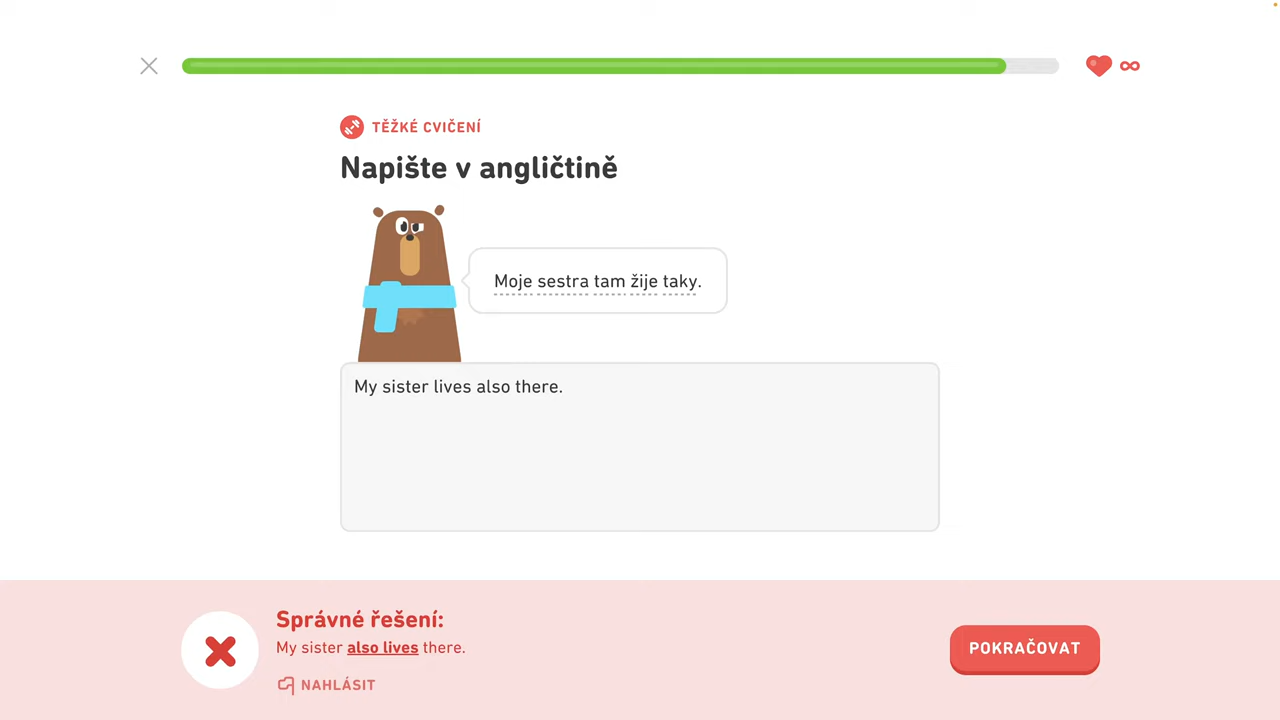 TĚŽKÉ CVIČENÍ
Napište v angličtině
Moje sestra tam žije taky.
My sister lives also there.
Správné řešení:
My sister also lives there.
NAHLÁSIT
POKRAČOVAT